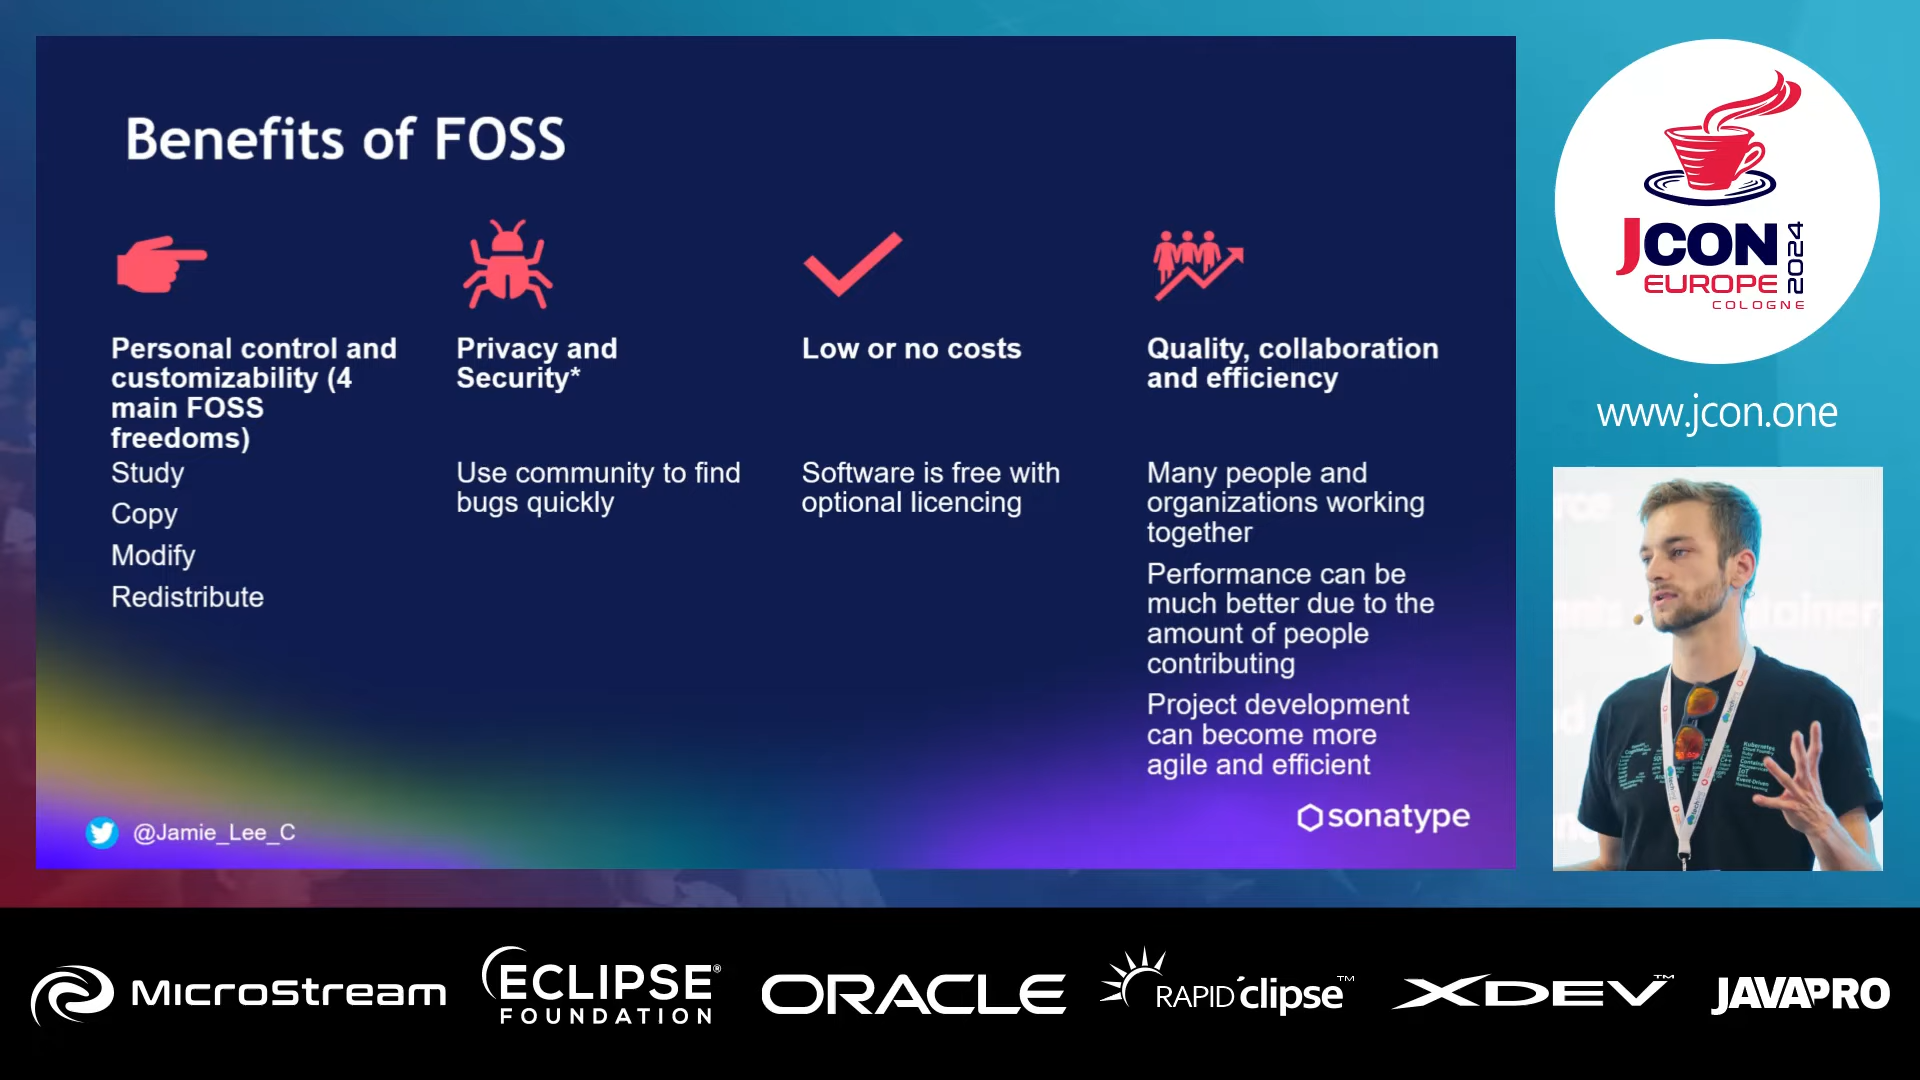 Benefits of FOSS
Personal control and
customizability (4
main FOSS
freedoms)
Study
Copy
Modify
Redistribute
Privacy and
Security*
Use community to find
bugs quickly
Low or no costs
Software is free with
optional licencing
Quality, collaboration
and efficiency
Many people and
organizations working
together
Performance can be
much better due to the
amount of people
contributing
Project development
can become more
agile and efficient
@Jamie_Lee_C
sonatype
JCON
EUROPE
2024
COLOGNE
www.jcon.one
MicroStream
ECLIPSE®
FOUNDATION
ORACLE
RAPID'clipse™
XDEV™
JAVAPRO